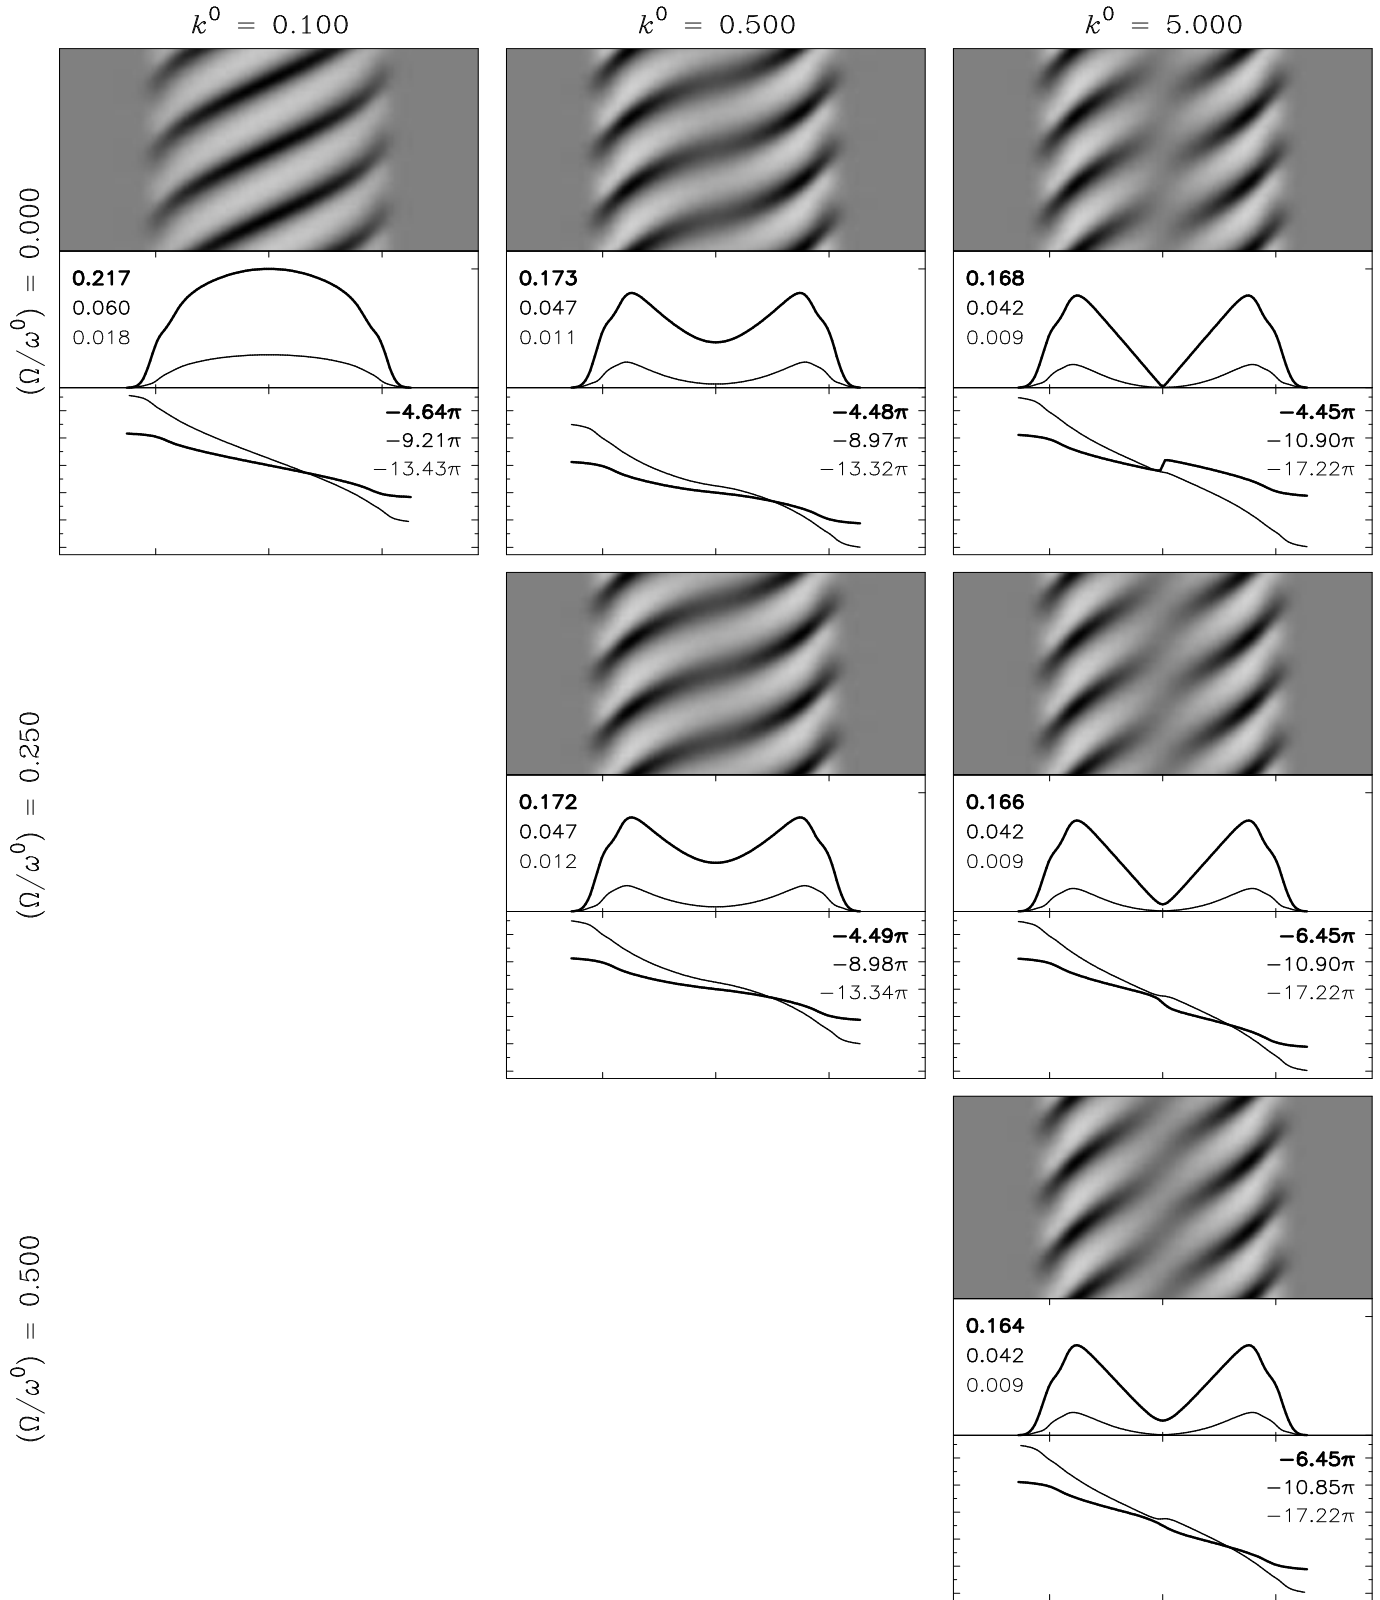 k⁰ = 0.100
k⁰ = 0.500
k⁰ = 5.000
(Ω/ω⁰) = 0.000
0.217
0.060
0.018
−4.64π
−9.21π
−13.43π
0.173
0.047
0.011
−4.48π
−8.97π
−13.32π
0.168
0.042
0.009
−4.45π
−10.90π
−17.22π
(Ω/ω⁰) = 0.250
0.172
0.047
0.012
−4.49π
−8.98π
−13.34π
0.166
0.042
0.009
−6.45π
−10.90π
−17.22π
(Ω/ω⁰) = 0.500
0.164
0.042
0.009
−6.45π
−10.85π
−17.22π